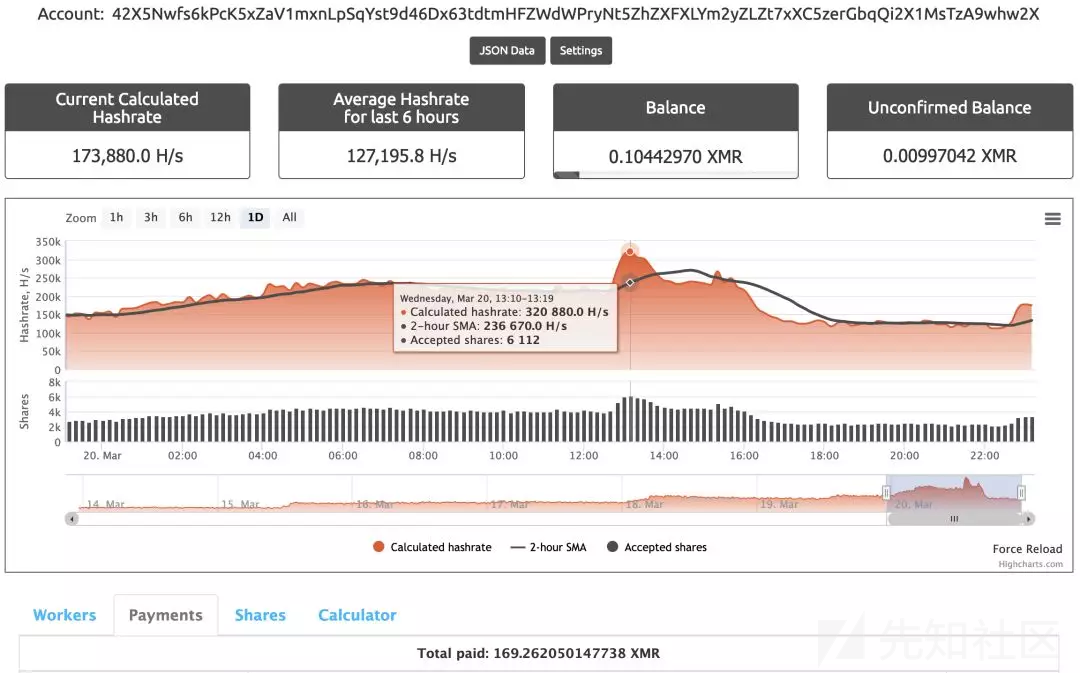 Account: 42X5Nwfs6kPcK5xZaV1mxnLpSqYst9d46Dx63tdtmHFZWdWPryNt5ZhZXFXLYm2yZLZt7xXC5zerGbqQi2X1MsTzA9whw2X
JSON Data Settings
Current Calculated
Hashrate
173,880.0 H/s
Average Hashrate
for last 6 hours
127,195.8 H/s
Balance
0.10442970 XMR
Unconfirmed Balance
0.00997042 XMR
Zoom 1h 3h 6h 12h 1D All
Hashrate, H/s
350k
300k
250k
200k
150k
100k
50k
0
Wednesday, Mar 20, 13:10-13:19
Calculated hashrate: 320 880.0 H/s
2-hour SMA: 236 670.0 H/s
Accepted shares: 6 112
Shares
8k
6k
4k
2k
0
20. Mar 02:00 04:00 06:00 08:00 10:00 12:00 14:00 16:00 18:00 20:00 22:00
14. Mar 15. Mar 16. Mar 17. Mar 18. Mar 19. Mar 20. Mar
Calculated hashrate 2-hour SMA Accepted shares
Force Reload
Highcharts.com
Workers Payments Shares Calculator
Total paid: 169.262050147738 XMR
先知社区